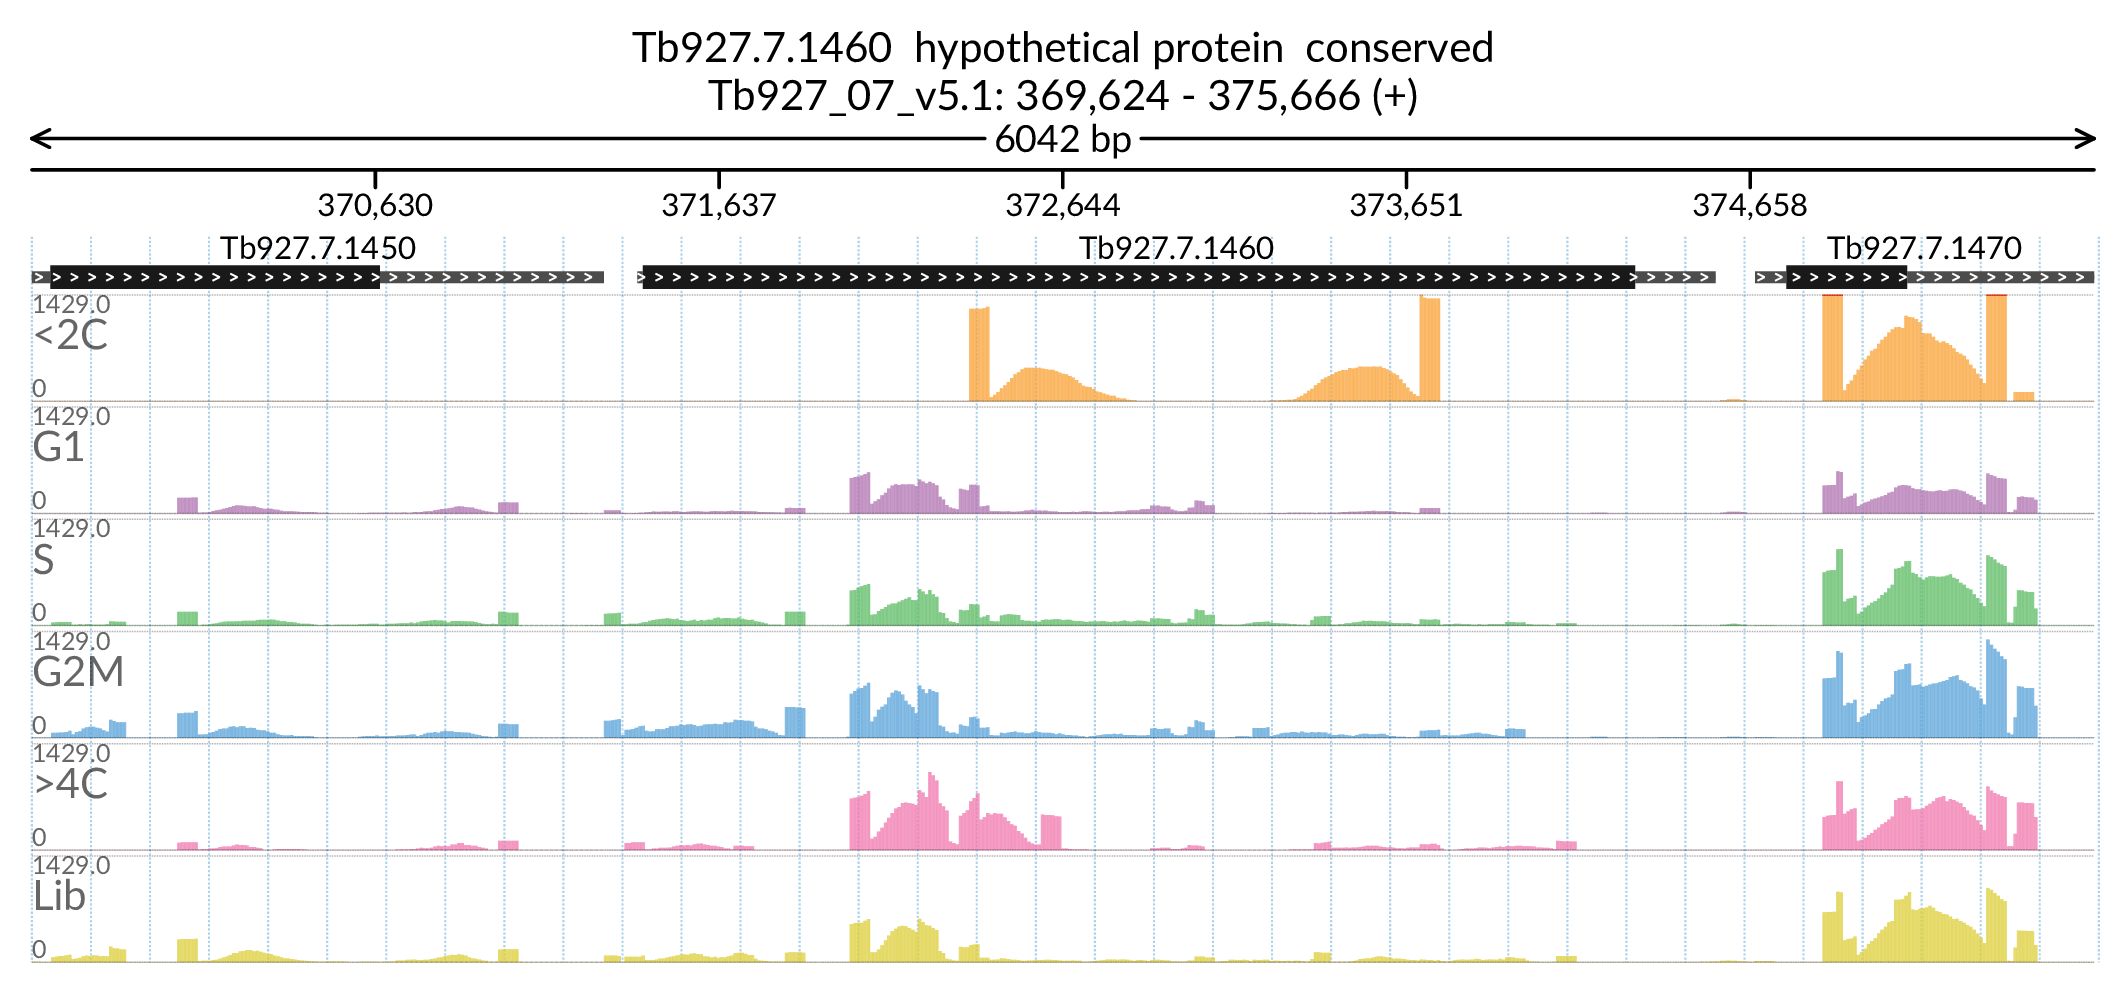 Tb927.7.1460 hypothetical protein conserved
Tb927_07_v5.1: 369,624 - 375,666 (+)
6042 bp
370,630 371,637 372,644 373,651 374,658
Tb927.7.1450 Tb927.7.1460 Tb927.7.1470
1429.0
<2C
0
1429.0
G1
0
1429.0
S
0
1429.0
G2M
0
1429.0
>4C
0
1429.0
Lib
0